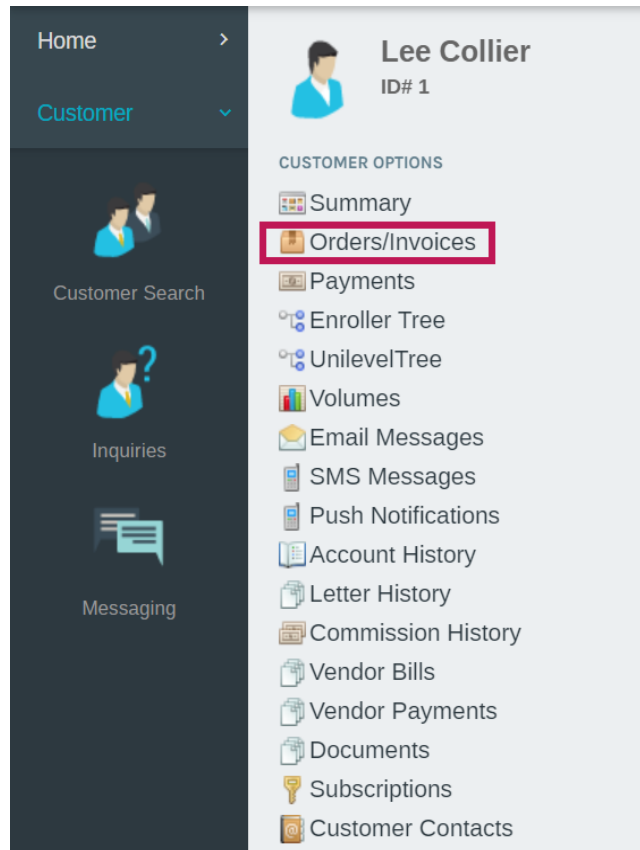 Home
Customer
Customer Search
Inquiries
Messaging
Lee Collier
ID# 1
CUSTOMER OPTIONS
Summary
Orders/Invoices
Payments
Enroller Tree
UnilevelTree
Volumes
Email Messages
SMS Messages
Push Notifications
Account History
Letter History
Commission History
Vendor Bills
Vendor Payments
Documents
Subscriptions
Customer Contacts